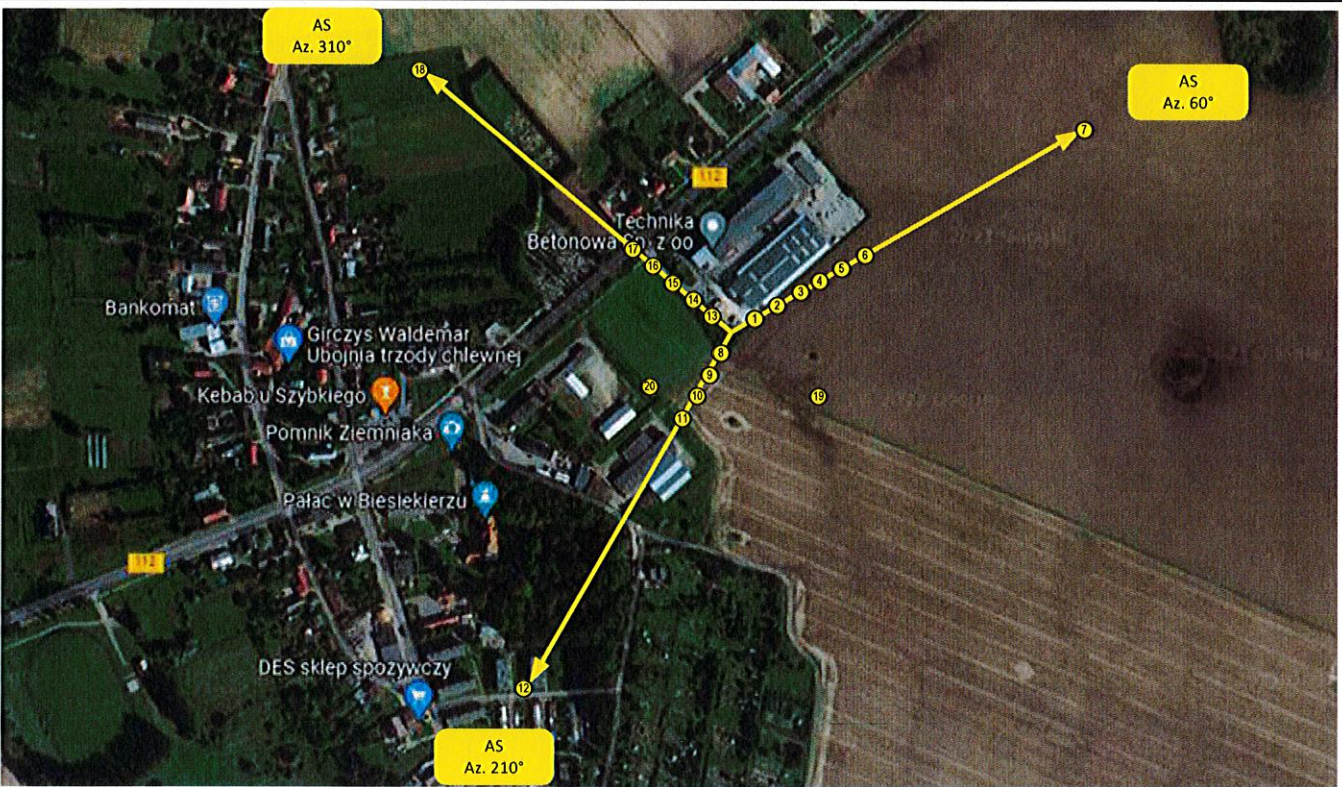 AS
Az. 310°
AS
Az. 60°
18
7
112
Technika
Betonowa Sp. z oo
17
16
15
14
13
6
5
4
3
2
1
Bankomat
Girczys Waldemar
Ubojnia trzody chlewnej
8
9
10
11
20
19
Kebab u Szybkiego
Pomnik Ziemniaka
Pałac w Biesiekierzu
112
DES sklep spożywczy
12
AS
Az. 210°